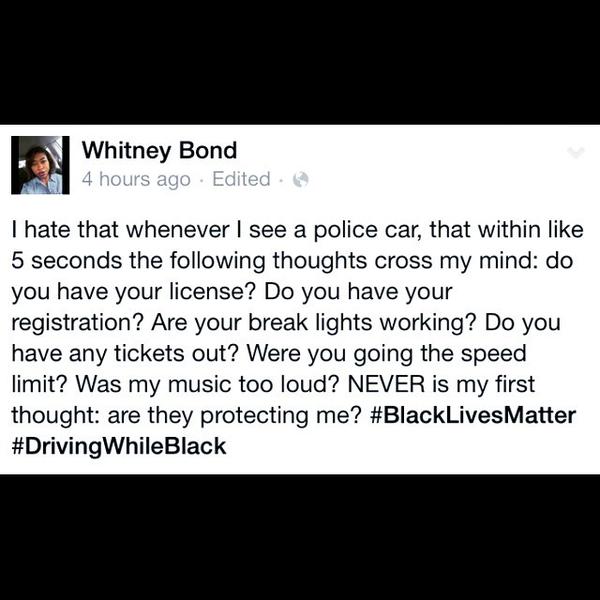 Whitney Bond
4 hours ago · Edited ·
I hate that whenever I see a police car, that within like
5 seconds the following thoughts cross my mind: do
you have your license? Do you have your
registration? Are your break lights working? Do you
have any tickets out? Were you going the speed
limit? Was my music too loud? NEVER is my first
thought: are they protecting me? #BlackLivesMatter
#DrivingWhileBlack